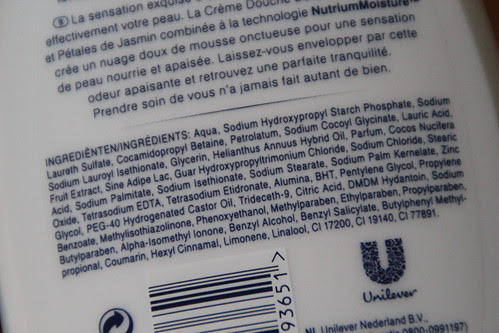 La sensation exquise
effectivement votre peau. La Crème Douche
et Pétales de Jasmin combinée à la technologie NutriumMoisture
crée un nuage doux de mousse onctueuse pour une sensation
de peau nourrie et apaisée. Laissez-vous envelopper par cette
odeur apaisante et retrouvez une parfaite tranquilité.
Prendre soin de vous n'a jamais fait autant de bien.
INGREDIËNTEN/INGRÉDIENTS: Aqua, Sodium Hydroxypropyl Starch Phosphate, Sodium
Laureth Sulfate, Cocamidopropyl Betaine, Petrolatum, Sodium Cocoyl Glycinate, Lauric Acid,
Sodium Lauroyl Isethionate, Glycerin, Helianthus Annuus Hybrid Oil, Parfum, Cocos Nucifera
Fruit Extract, Sine Adipe Lac, Guar Hydroxypropyltrimonium Chloride, Sodium Chloride, Stearic
Acid, Sodium Palmitate, Sodium Isethionate, Sodium Stearate, Sodium Palm Kernelate, Zinc
Oxide, Tetrasodium EDTA, Tetrasodium Etidronate, Alumina, BHT, Pentylene Glycol, Propylene
Glycol, PEG-40 Hydrogenated Castor Oil, Trideceth-9, Citric Acid, DMDM Hydantoin, Sodium
Benzoate, Methylisothiazolinone, Phenoxyethanol, Methylparaben, Ethylparaben, Propylparaben,
Butylparaben, Alpha-Isomethyl Ionone, Benzyl Alcohol, Benzyl Salicylate, Butylphenyl Methyl-
propional, Coumarin, Hexyl Cinnamal, Limonene, Linalool, CI 17200, CI 19140, CI 77891.
93651>
Unilever
NL Unilever Nederland B.V.,
0800-0991197)